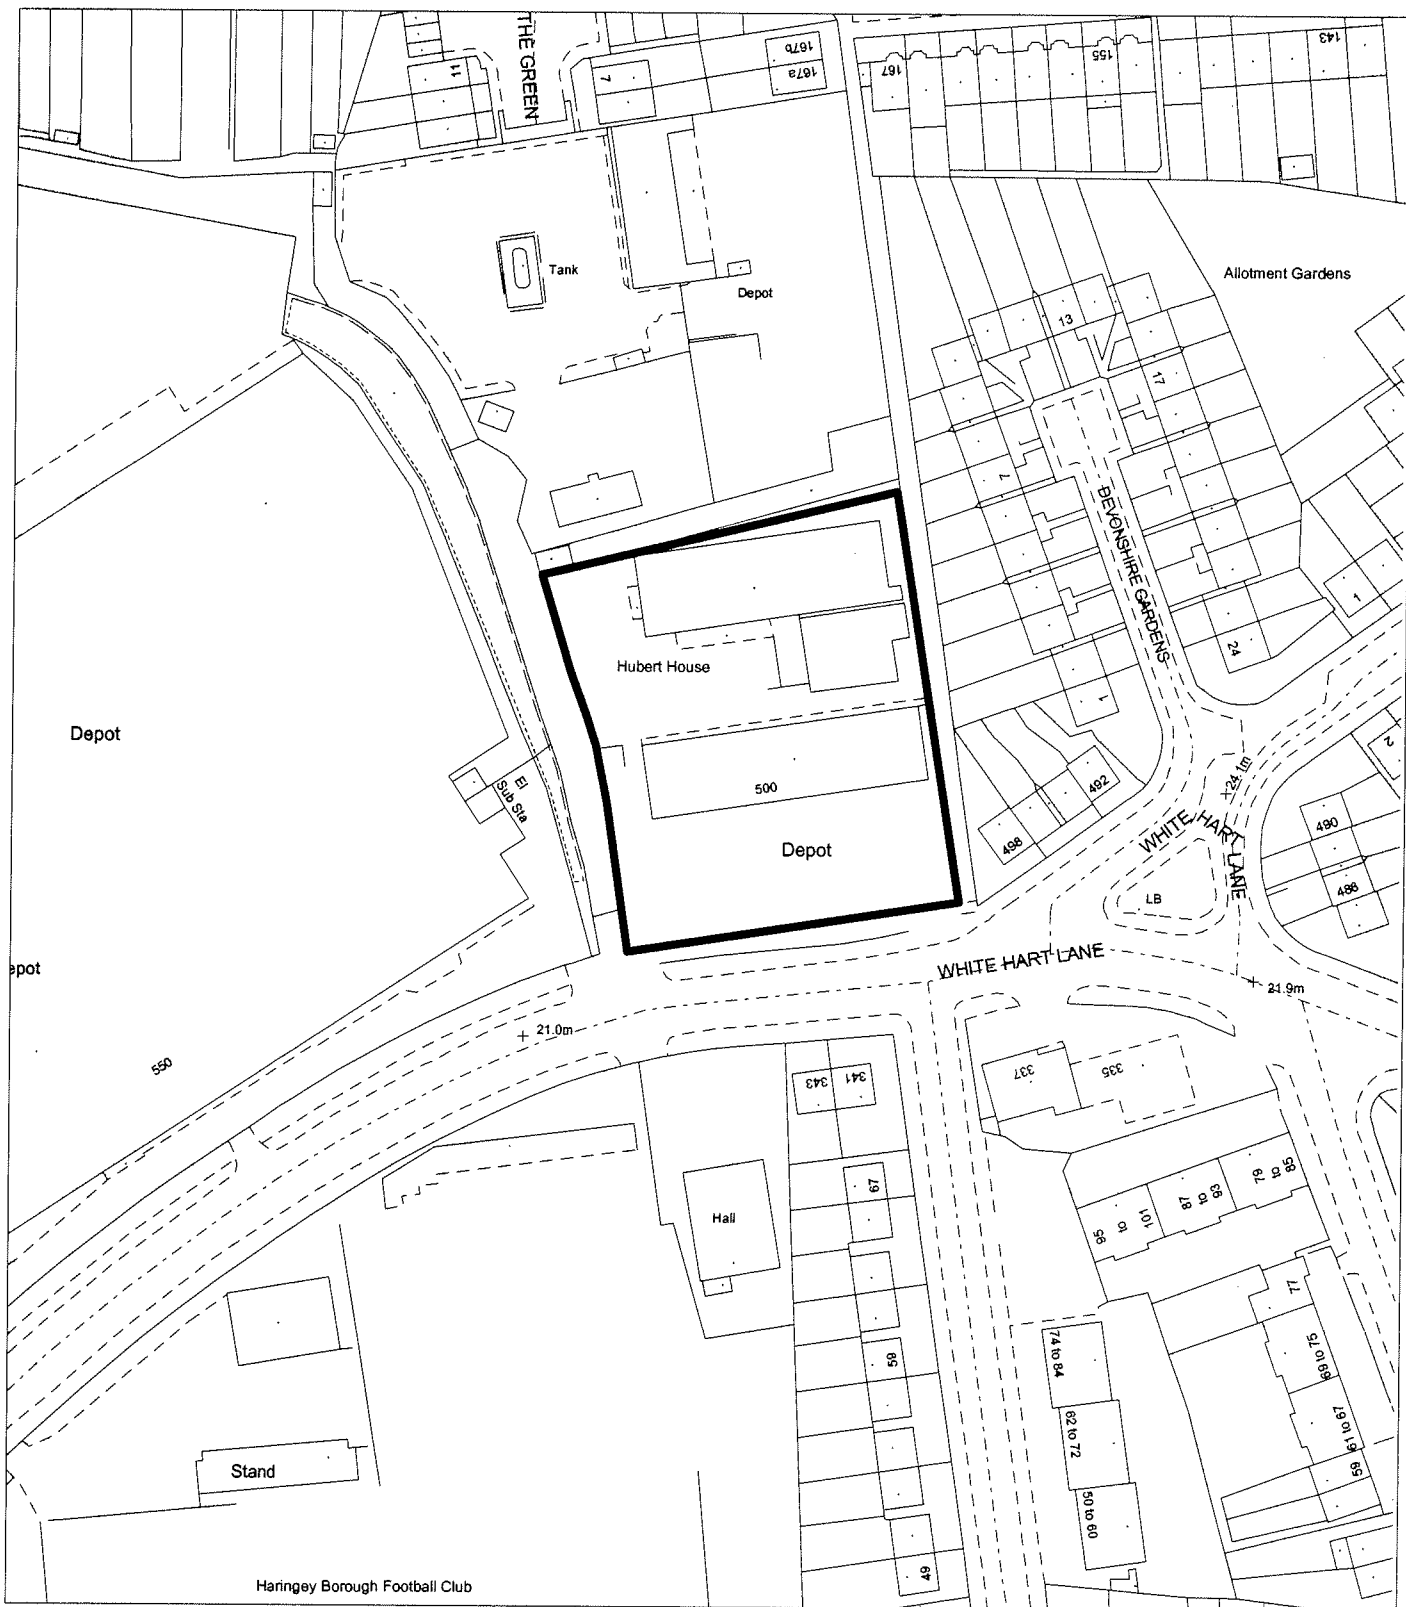 THE GREEN
11
7
167b
167a
167
155
143
Tank
Depot
Allotment Gardens
13
17
7
DEVONSHIRE GARDENS
1
24
1
Hubert House
Depot
El
Sub Sta
500
Depot
498
492
24.1m
WHITE HART LANE
LB
490
488
2
WHITE HART LANE
21.9m
21.0m
epot
550
343
341
337
335
67
Hall
95
to
101
87
to
93
79
to
85
77
69 to 75
61 to 67
59
74 to 84
62 to 72
50 to 60
Stand
49
Haringey Borough Football Club